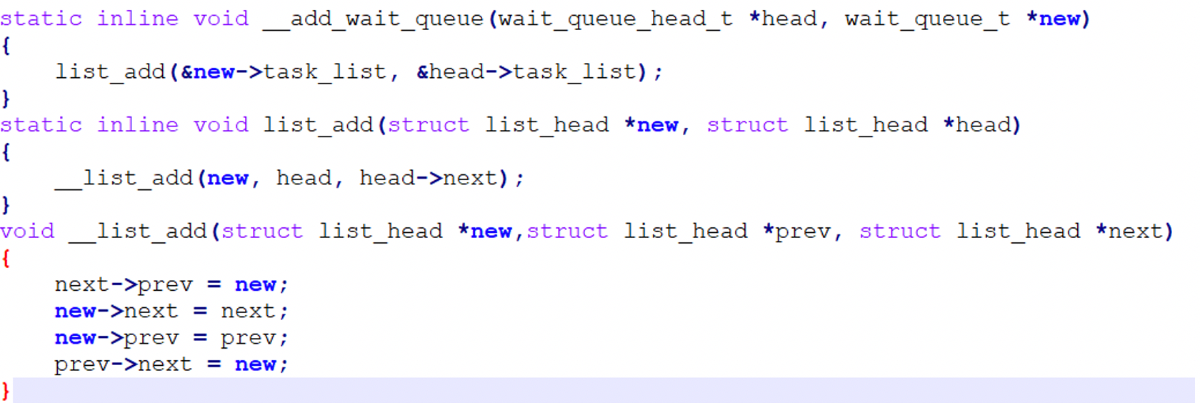 static inline void __add_wait_queue(wait_queue_head_t *head, wait_queue_t *new)
{
    list_add(&new->task_list, &head->task_list);
}
static inline void list_add(struct list_head *new, struct list_head *head)
{
    __list_add(new, head, head->next);
}
void __list_add(struct list_head *new,struct list_head *prev, struct list_head *next)
{
    next->prev = new;
    new->next = next;
    new->prev = prev;
    prev->next = new;
}